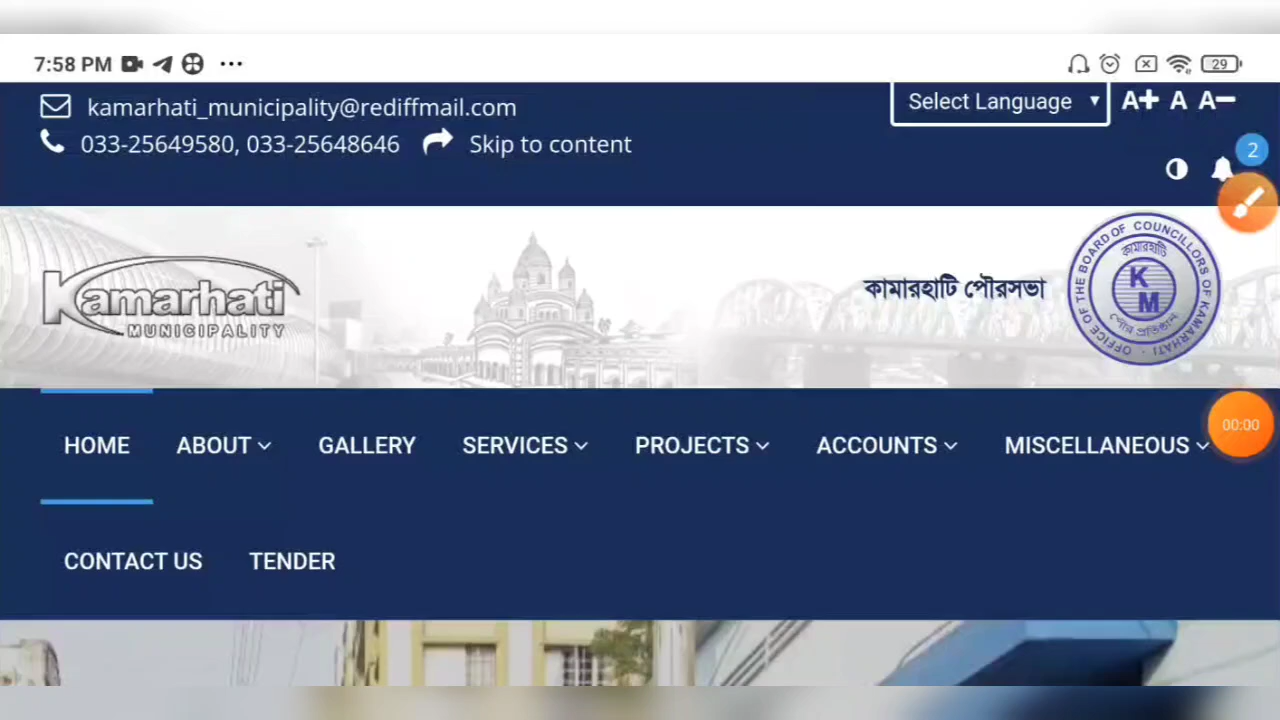 7:58 PM ... 29
kamarhati_municipality@rediffmail.com Select Language A+ A A-
033-25649580, 033-25648646 Skip to content
2
Kamarhati
MUNICIPALITY
কামারহাটি পৌরসভা
OFFICE OF THE BOARD OF COUNCILLORS OF KAMARHATI
কামারহাটি
K
M
পৌর প্রতিষ্ঠান
00:00
HOME ABOUT GALLERY SERVICES PROJECTS ACCOUNTS MISCELLANEOUS
CONTACT US TENDER